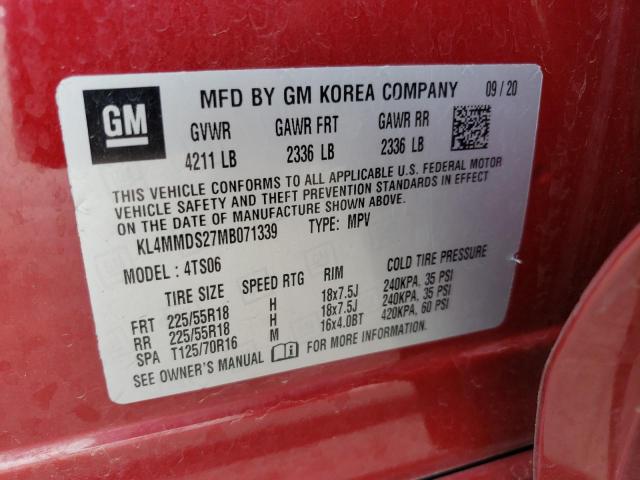 GM
MFD BY GM KOREA COMPANY 09/20
GVWR GAWR FRT GAWR RR
4211 LB 2336 LB 2336 LB
THIS VEHICLE CONFORMS TO ALL APPLICABLE U.S. FEDERAL MOTOR
VEHICLE SAFETY AND THEFT PREVENTION STANDARDS IN EFFECT
ON THE DATE OF MANUFACTURE SHOWN ABOVE.
KL4MMDS27MB071339 TYPE: MPV
MODEL: 4TS06
TIRE SIZE SPEED RTG RIM COLD TIRE PRESSURE
FRT 225/55R18 H 18x7.5J 240KPA, 35 PSI
RR 225/55R18 H 18x7.5J 240KPA, 35 PSI
SPA T125/70R16 M 16x4.0BT 420KPA, 60 PSI
SEE OWNER'S MANUAL FOR MORE INFORMATION.